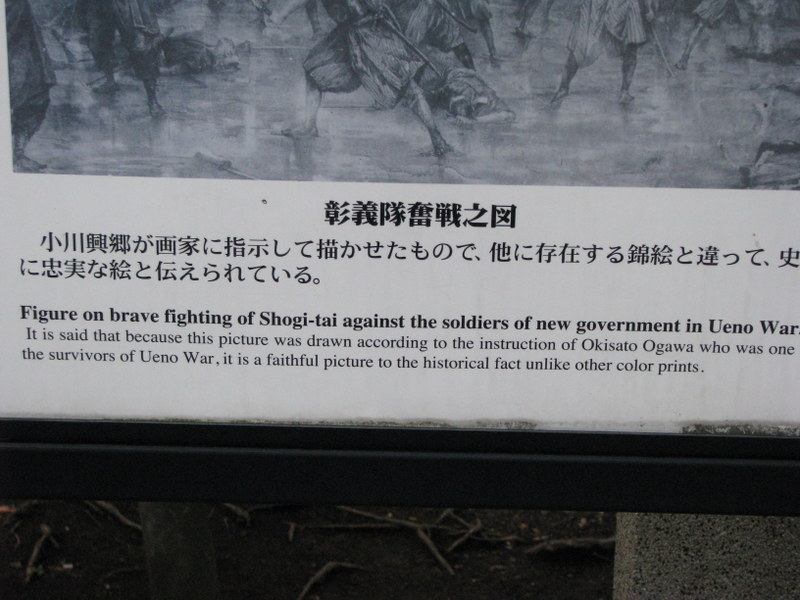 彰義隊奮戦之図
小川興郷が画家に指示して描かせたもので、他に存在する錦絵と違って、史
に忠実な絵と伝えられている。
Figure on brave fighting of Shogi-tai against the soldiers of new government in Ueno War.
It is said that because this picture was drawn according to the instruction of Okisato Ogawa who was one
the survivors of Ueno War, it is a faithful picture to the historical fact unlike other color prints.